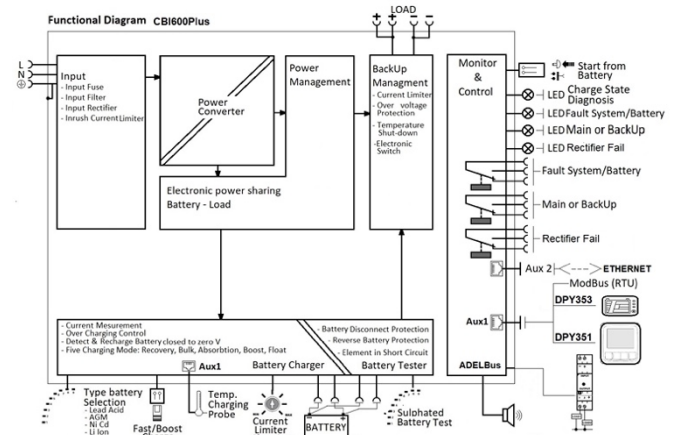 Functional Diagram CBI600Plus
LOAD
+ + - -
L
N
Input
- Input Fuse
- Input Filter
- Input Rectifier
- Inrush CurrentLimiter
Power
Converter
Power
Management
BackUp
Managment
- Current Limiter
- Over voltage
Protection
- Temperature
Shut-down
-Electronic
Switch
Electronic power sharing
Battery - Load
Monitor
&
Control
Start from
Battery
LED Charge State
Diagnosis
LED Fault System/Battery
LED Main or BackUp
LED Rectifier Fail
Fault System/Battery
Main or BackUp
Rectifier Fail
Aux 2
ETHERNET
ModBus (RTU)
DPY353
Aux1
DPY351
ADELBus
- Current Mesurement
- Over Charging Control
- Detect & Recharge Battery closed to zero V
- Five Charging Mode: Recovery, Bulk, Absorbtion, Boost, Float
Aux1
Battery Charger
- Battery Disconnect Protection
- Reverse Battery Protection
- Element in Short Circuit
Battery Tester
Type battery
Selection
- Lead Acid
- AGM
- Ni Cd
- Li Ion
Fast/Boost
Temp.
Charging
Probe
Current
Limiter
BATTERY
Sulphated
Battery Test